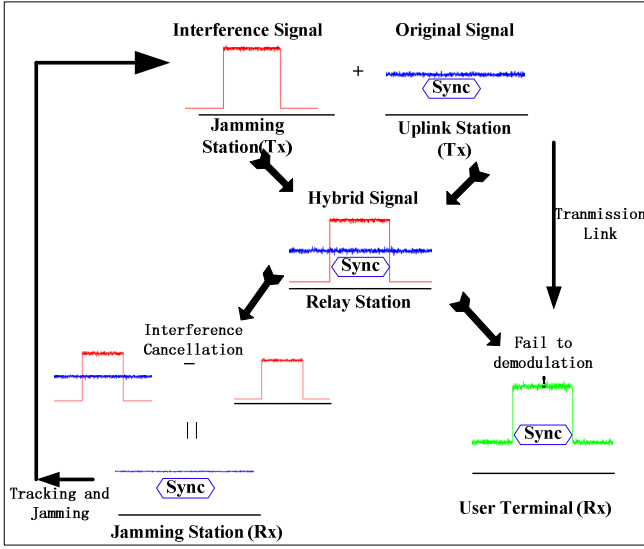 Interference Signal
Original Signal
+
Sync
Jamming
Station(Tx)
Uplink Station
(Tx)
Hybrid Signal
Tranmission
Link
Sync
Relay Station
Interference
Cancellation
Fail to
demodulation
!
Sync
Sync
Tracking and
Jamming
Jamming Station (Rx)
User Terminal (Rx)